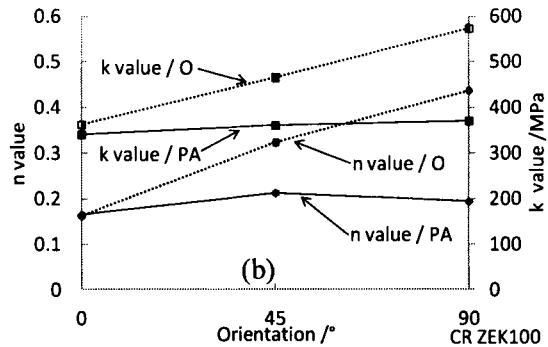 0.6
0.5
0.4
0.3
0.2
0.1
0
n value
600
500
400
300
200
100
0
k value /MPa
k value / O
k value / PA
n value / O
n value / PA
(b)
0
45
90
Orientation /°
CR ZEK100